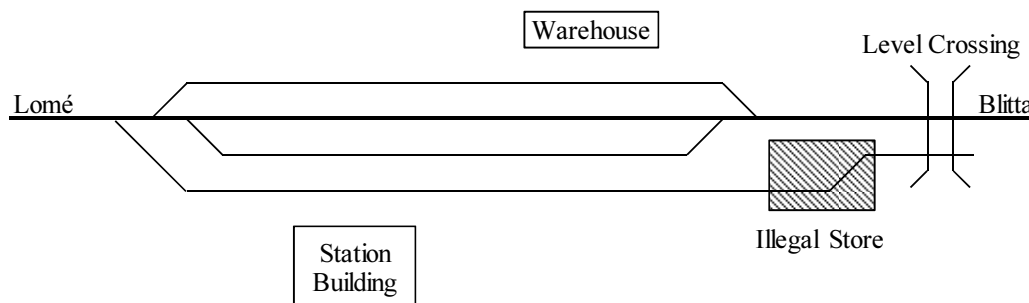 Warehouse
Level Crossing
Lomé
Blitta
Illegal Store
Station
Building